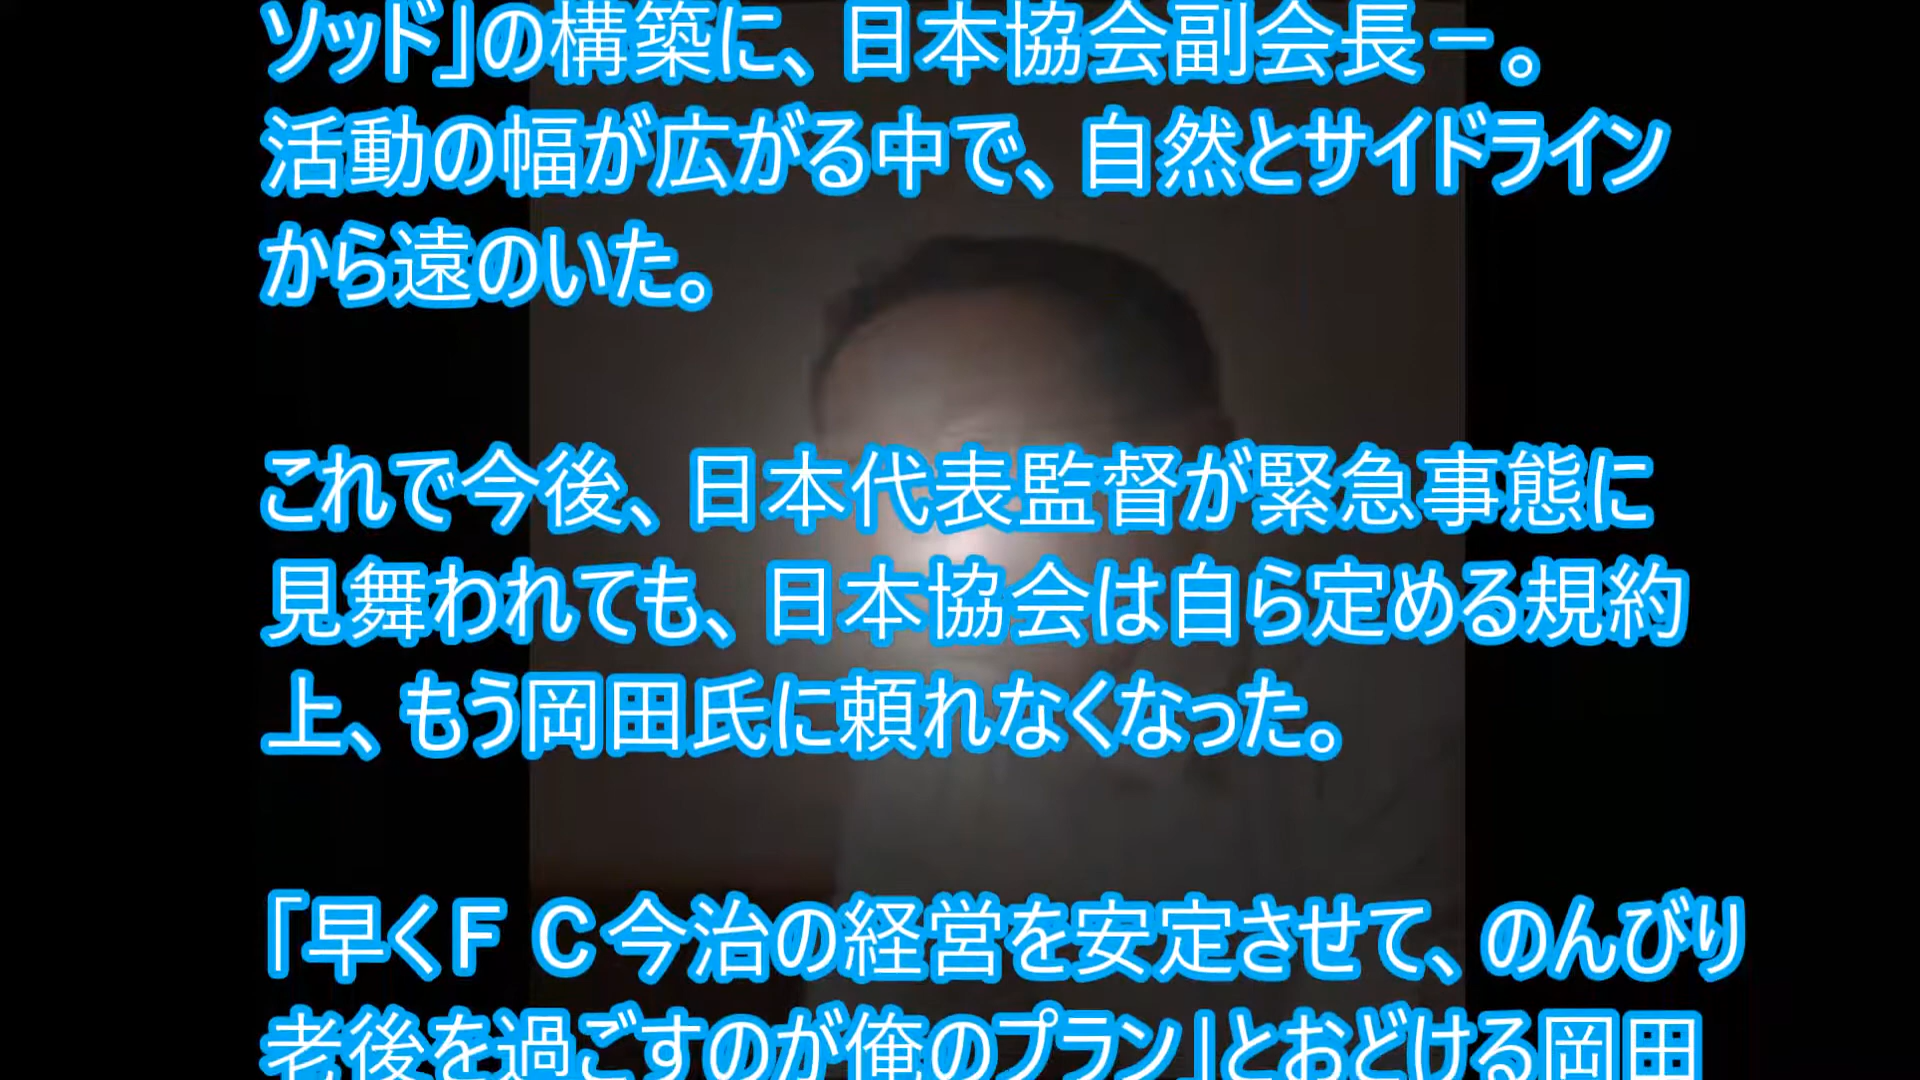 ソッド」の構築に、日本協会副会長－。
活動の幅が広がる中で、自然とサイドライン
から遠のいた。
これで今後、日本代表監督が緊急事態に
見舞われても、日本協会は自ら定める規約
上、もう岡田氏に頼れなくなった。
「早くＦＣ今治の経営を安定させて、のんびり
老後を過ごすのが俺のプラン」とおどける岡田